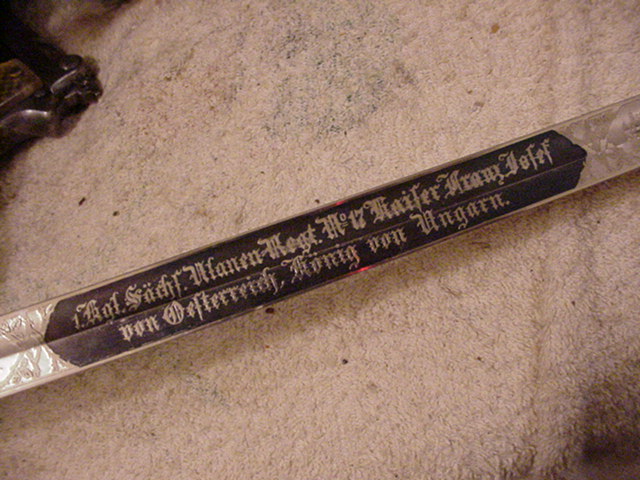 1. Kgl. Sächs. Ulanen-Regt. No 17 Kaiser Franz Josef
von Oesterreich, König von Ungarn.